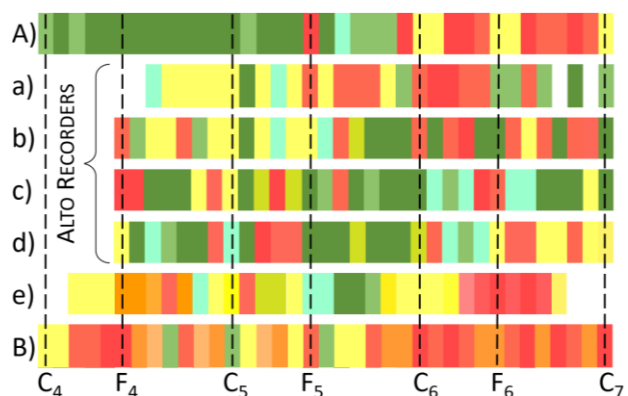 A)
a)
b)
c)
d)
e)
B)
ALTO RECORDERS
C4 F4 C5 F5 C6 F6 C7